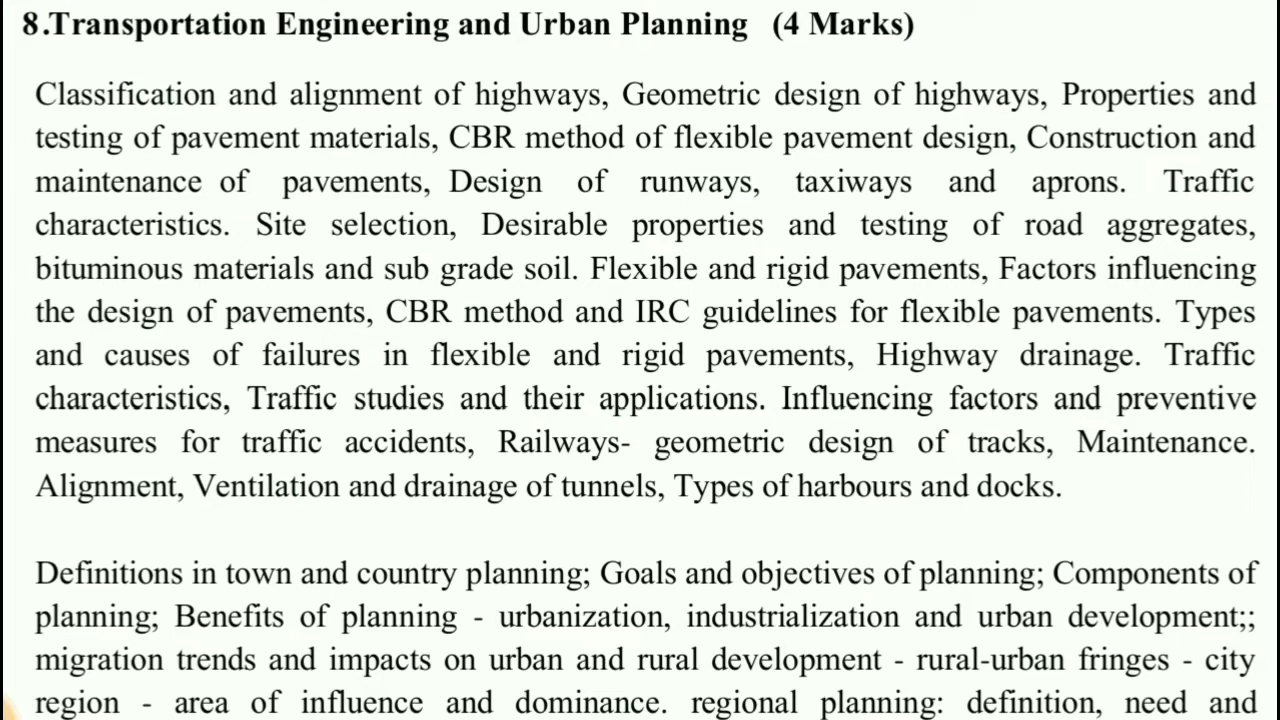 8.Transportation Engineering and Urban Planning (4 Marks)
Classification and alignment of highways, Geometric design of highways, Properties and
testing of pavement materials, CBR method of flexible pavement design, Construction and
maintenance of pavements, Design of runways, taxiways and aprons. Traffic
characteristics. Site selection, Desirable properties and testing of road aggregates,
bituminous materials and sub grade soil. Flexible and rigid pavements, Factors influencing
the design of pavements, CBR method and IRC guidelines for flexible pavements. Types
and causes of failures in flexible and rigid pavements, Highway drainage. Traffic
characteristics, Traffic studies and their applications. Influencing factors and preventive
measures for traffic accidents, Railways- geometric design of tracks, Maintenance.
Alignment, Ventilation and drainage of tunnels, Types of harbours and docks.
Definitions in town and country planning; Goals and objectives of planning; Components of
planning; Benefits of planning - urbanization, industrialization and urban development;;
migration trends and impacts on urban and rural development - rural-urban fringes - city
region - area of influence and dominance. regional planning: definition, need and